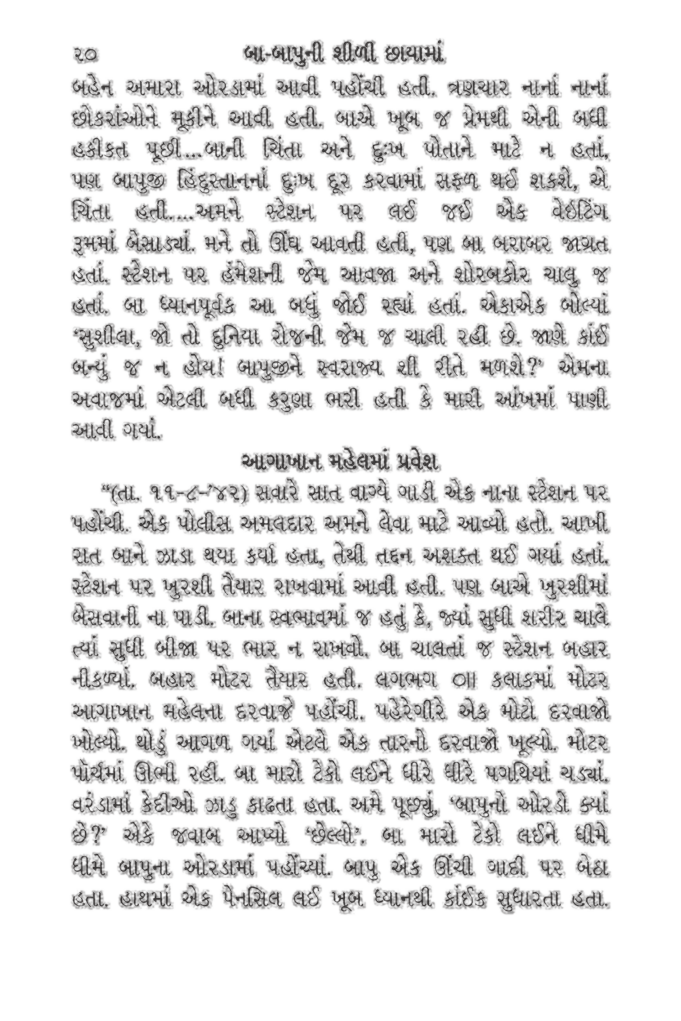 ૨૦ બા-બાપુની શીળી છાયામાં
બહેન અમારા ઓરડામાં આવી પહોંચી હતી. ત્રણચાર નાનાં નાનાં
છોકરાંઓને મૂકીને આવી હતી. બાએ ખૂબ જ પ્રેમથી એની બધી
હકીકત પૂછી...બાની ચિંતા અને દુઃખ પોતાને માટે ન હતાં,
પણ બાપુજી હિંદુસ્તાનનાં દુઃખ દૂર કરવામાં સફળ થઈ શકશે, એ
ચિંતા હતી....અમને સ્ટેશન પર લઈ જઈ એક વેઈટિંગ
રૂમમાં બેસાડ્યાં. મને તો ઊંઘ આવતી હતી, પણ બા બરાબર જાગ્રત
હતાં. સ્ટેશન પર હંમેશની જેમ આવજા અને શોરબકોર ચાલુ જ
હતાં. બા ધ્યાનપૂર્વક આ બધું જોઈ રહ્યાં હતાં. એકાએક બોલ્યાં
‘સુશીલા, જો તો દુનિયા રોજની જેમ જ ચાલી રહી છે. જાણે કાંઈ
બન્યું જ ન હોય! બાપુજીને સ્વરાજ્ય શી રીતે મળશે?’ એમના
અવાજમાં એટલી બધી કરુણા ભરી હતી કે મારી આંખમાં પાણી
આવી ગયાં.
આગાખાન મહેલમાં પ્રવેશ
“(તા. ૧૧-૮-’૪૨) સવારે સાત વાગ્યે ગાડી એક નાના સ્ટેશન પર
પહોંચી. એક પોલીસ અમલદાર અમને લેવા માટે આવ્યો હતો. આખી
રાત બાને ઝાડા થયા કર્યા હતા, તેથી તદ્દન અશક્ત થઈ ગયાં હતાં.
સ્ટેશન પર ખુરશી તૈયાર રાખવામાં આવી હતી. પણ બાએ ખુરશીમાં
બેસવાની ના પાડી. બાના સ્વભાવમાં જ હતું કે, જ્યાં સુધી શરીર ચાલે
ત્યાં સુધી બીજા પર ભાર ન રાખવો. બા ચાલતાં જ સ્ટેશન બહાર
નીકળ્યાં. બહાર મોટર તૈયાર હતી. લગભગ ૦ાા કલાકમાં મોટર
આગાખાન મહેલના દરવાજે પહોંચી. પહેરેગીરે એક મોટો દરવાજો
ખોલ્યો. થોડું આગળ ગયાં એટલે એક તારનો દરવાજો ખૂલ્યો. મોટર
પૉર્ચમાં ઊભી રહી. બા મારો ટેકો લઈને ધીરે ધીરે પગથિયાં ચડ્યાં.
વરંડામાં કેદીઓ ઝાડુ કાઢતા હતા. અમે પૂછ્યું, ‘બાપુનો ઓરડો ક્યાં
છે?’ એકે જવાબ આપ્યો ‘છેલ્લો’. બા મારો ટેકો લઈને ધીમે
ધીમે બાપુના ઓરડામાં પહોંચ્યાં. બાપુ એક ઊંચી ગાદી પર બેઠા
હતા. હાથમાં એક પૈનસિલ લઈ ખૂબ ધ્યાનથી કાંઈક સુધારતા હતા.